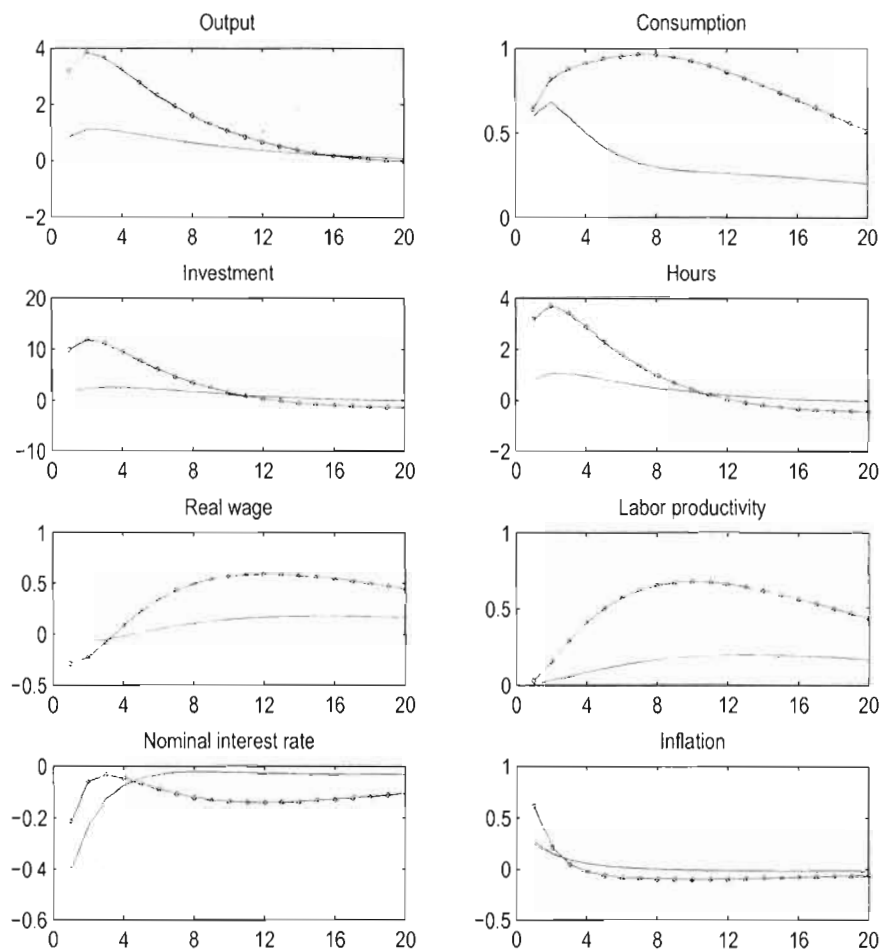 Output
4
2
0
−2
0 4 8 12 16 20
Consumption
1
0.5
0
0 4 8 12 16 20
Investment
20
10
0
−10
0 4 8 12 16 20
Hours
4
2
0
−2
0 4 8 12 16 20
Real wage
1
0.5
0
−0.5
0 4 8 12 16 20
Labor productivity
1
0.5
0
0 4 8 12 16 20
Nominal interest rate
0
−0.2
−0.4
−0.6
0 4 8 12 16 20
Inflation
1
0.5
0
−0.5
0 4 8 12 16 20